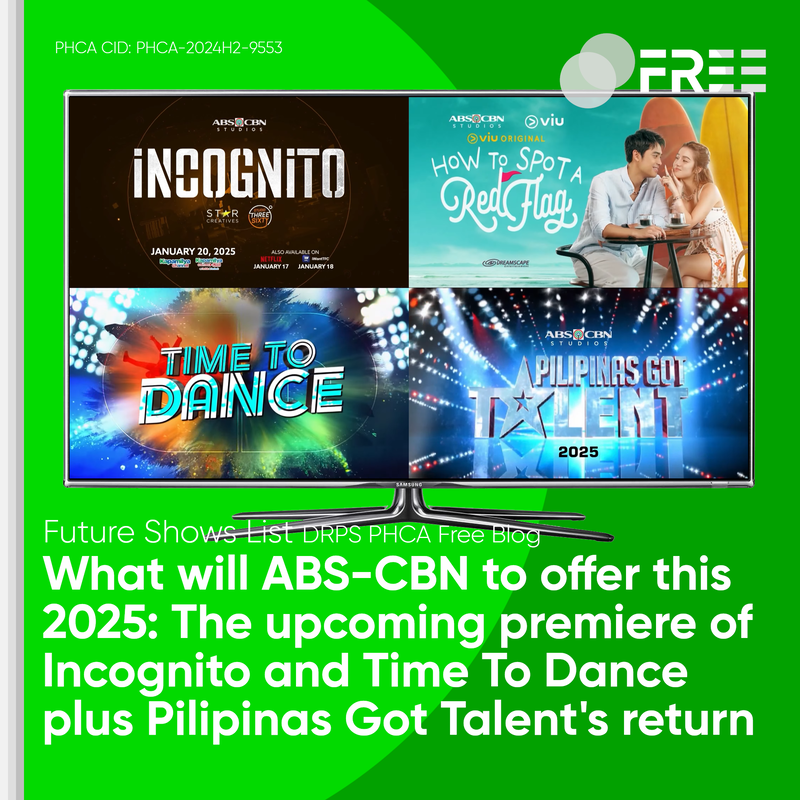 PHCA CID: PHCA-2024H2-9553
FREE
ABS CBN
STUDIOS
INCOGNITO
STAR
CREATIVES
THREE
SIXTY
JANUARY 20, 2025
Kapamilya
Kapamilya
ALSO AVAILABLE ON
NETFLIX
JANUARY 17
iWantTFC
JANUARY 18
ABS CBN
STUDIOS
viu
viu ORIGINAL
HOW TO SPOT A
Red Flag
DREAMSCAPE
TIME TO
DANCE
ABS CBN
STUDIOS
PILIPINAS GOT
TALENT
2025
SAMSUNG
Future Shows List DRPS PHCA Free Blog
What will ABS-CBN to offer this
2025: The upcoming premiere of
Incognito and Time To Dance
plus Pilipinas Got Talent's return